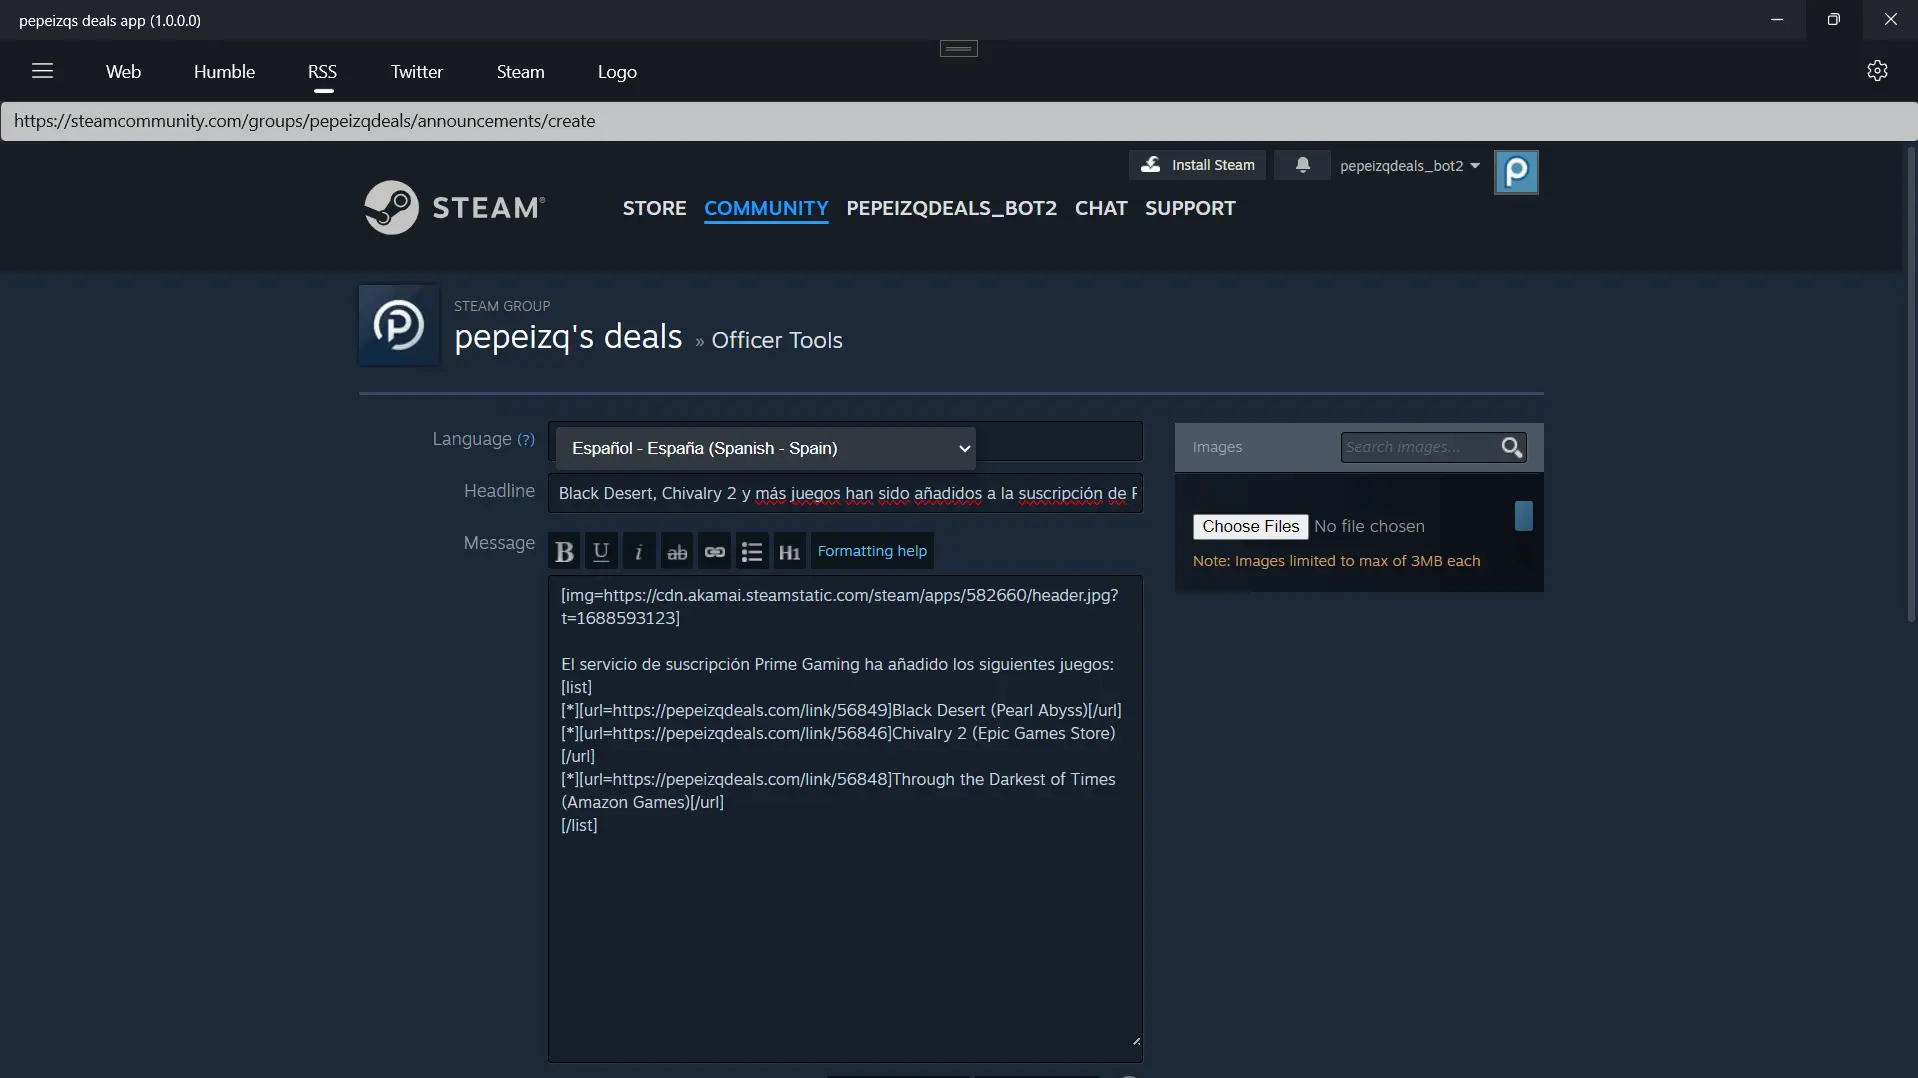 pepeizqs deals app (1.0.0.0)
Web Humble RSS Twitter Steam Logo
https://steamcommunity.com/groups/pepeizqdeals/announcements/create
Install Steam pepeizqdeals_bot2
STEAM®
STORE COMMUNITY PEPEIZQDEALS_BOT2 CHAT SUPPORT
STEAM GROUP
pepeizq's deals » Officer Tools
Language (?) Español - España (Spanish - Spain)
Images Search images...
Headline Black Desert, Chivalry 2 y más juegos han sido añadidos a la suscripción de
Choose Files No file chosen
Note: Images limited to max of 3MB each
Message B U i ab H1 Formatting help
[img=https://cdn.akamai.steamstatic.com/steam/apps/582660/header.jpg?
t=1688593123]
El servicio de suscripción Prime Gaming ha añadido los siguientes juegos:
[list]
[*][url=https://pepeizqdeals.com/link/56849]Black Desert (Pearl Abyss)[/url]
[*][url=https://pepeizqdeals.com/link/56846]Chivalry 2 (Epic Games Store)
[/url]
[*][url=https://pepeizqdeals.com/link/56848]Through the Darkest of Times
(Amazon Games)[/url]
[/list]